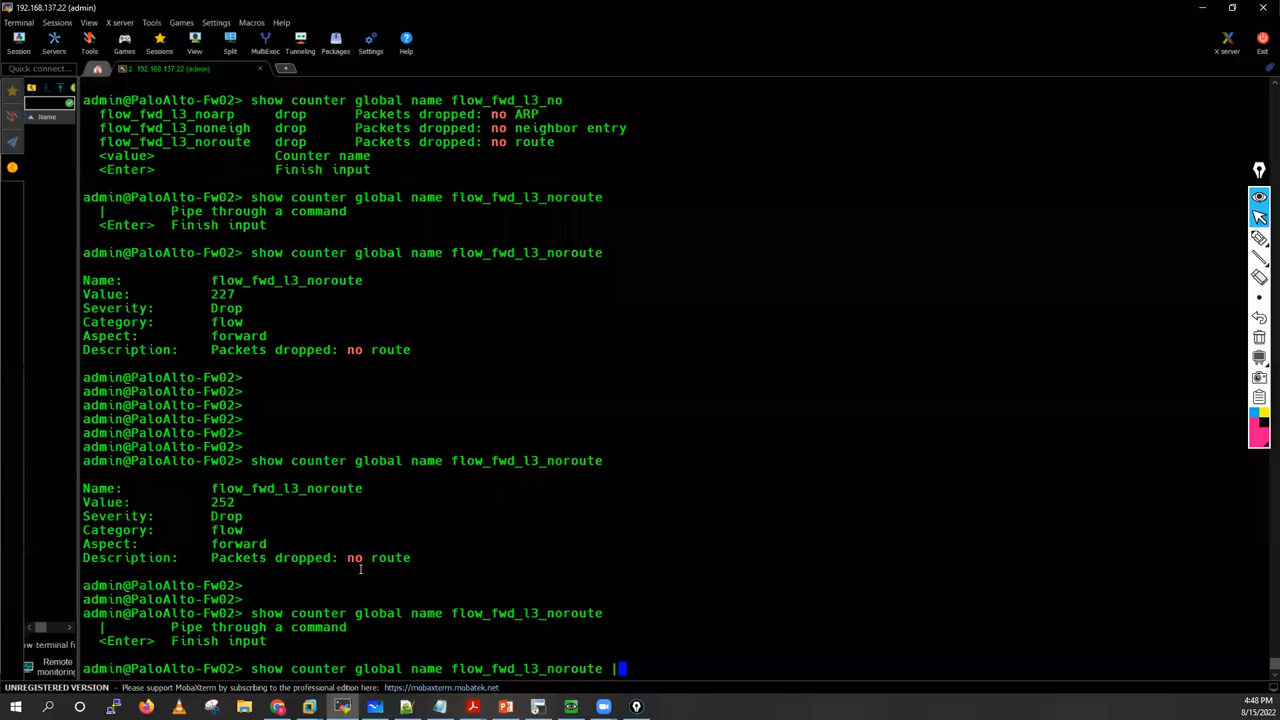 192.168.137.22 (admin)
Terminal Sessions View X server Tools Games Settings Macros Help
Session Servers Tools Games Sessions View Split MultiExec Tunneling Packages Settings Help X server Exit
Quick connect... 2. 192.168.137.22 (admin)
Name
admin@PaloAlto-Fw02> show counter global name flow_fwd_l3_no
flow_fwd_l3_noarp drop Packets dropped: no ARP
flow_fwd_l3_noneigh drop Packets dropped: no neighbor entry
flow_fwd_l3_noroute drop Packets dropped: no route
<value> Counter name
<Enter> Finish input
admin@PaloAlto-Fw02> show counter global name flow_fwd_l3_noroute
| Pipe through a command
<Enter> Finish input
admin@PaloAlto-Fw02> show counter global name flow_fwd_l3_noroute
Name: flow_fwd_l3_noroute
Value: 227
Severity: Drop
Category: flow
Aspect: forward
Description: Packets dropped: no route
admin@PaloAlto-Fw02>
admin@PaloAlto-Fw02>
admin@PaloAlto-Fw02>
admin@PaloAlto-Fw02>
admin@PaloAlto-Fw02>
admin@PaloAlto-Fw02>
admin@PaloAlto-Fw02> show counter global name flow_fwd_l3_noroute
Name: flow_fwd_l3_noroute
Value: 252
Severity: Drop
Category: flow
Aspect: forward
Description: Packets dropped: no route
admin@PaloAlto-Fw02>
admin@PaloAlto-Fw02>
admin@PaloAlto-Fw02> show counter global name flow_fwd_l3_noroute
| Pipe through a command
<Enter> Finish input
admin@PaloAlto-Fw02> show counter global name flow_fwd_l3_noroute |
ow terminal fo
Remote
monitoring
UNREGISTERED VERSION - Please support MobaXterm by subscribing to the professional edition here: https://mobaxterm.mobatek.net
4:48 PM
8/15/2022